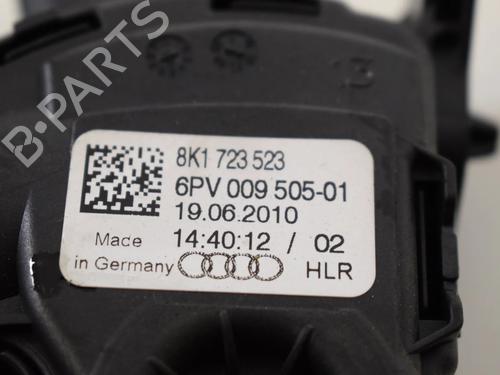 B-PARTS
13
8K1 723 523
6PV 009 505-01
19.06.2010
Made 14:40:12 / 02
in Germany HLR